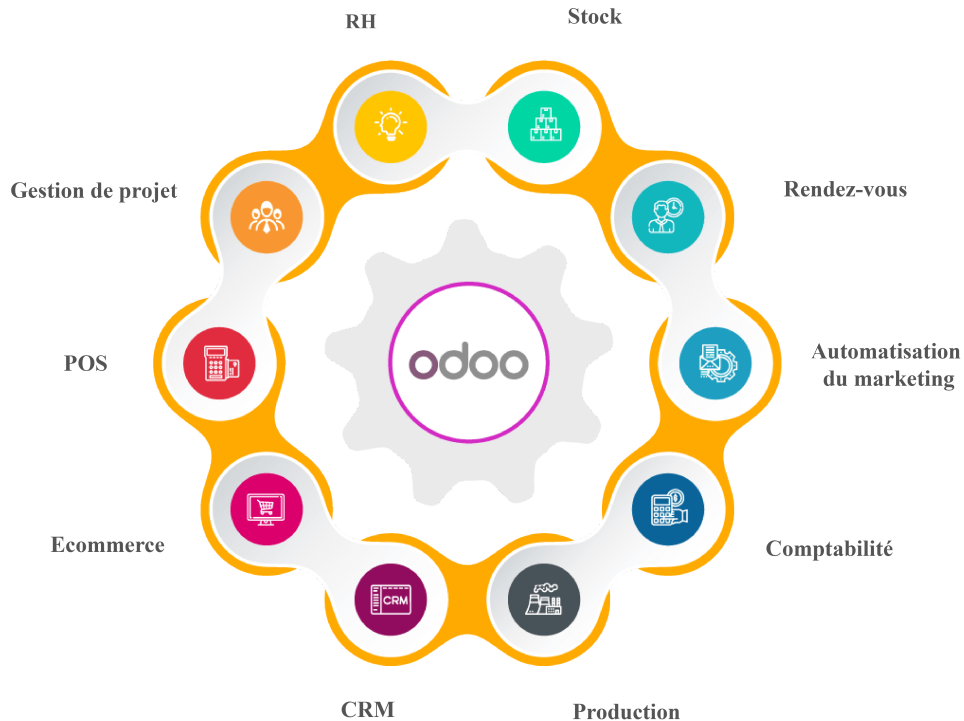 RH
Stock
Gestion de projet
Rendez-vous
POS
odoo
Automatisation
du marketing
Ecommerce
Comptabilité
CRM
CRM
Production